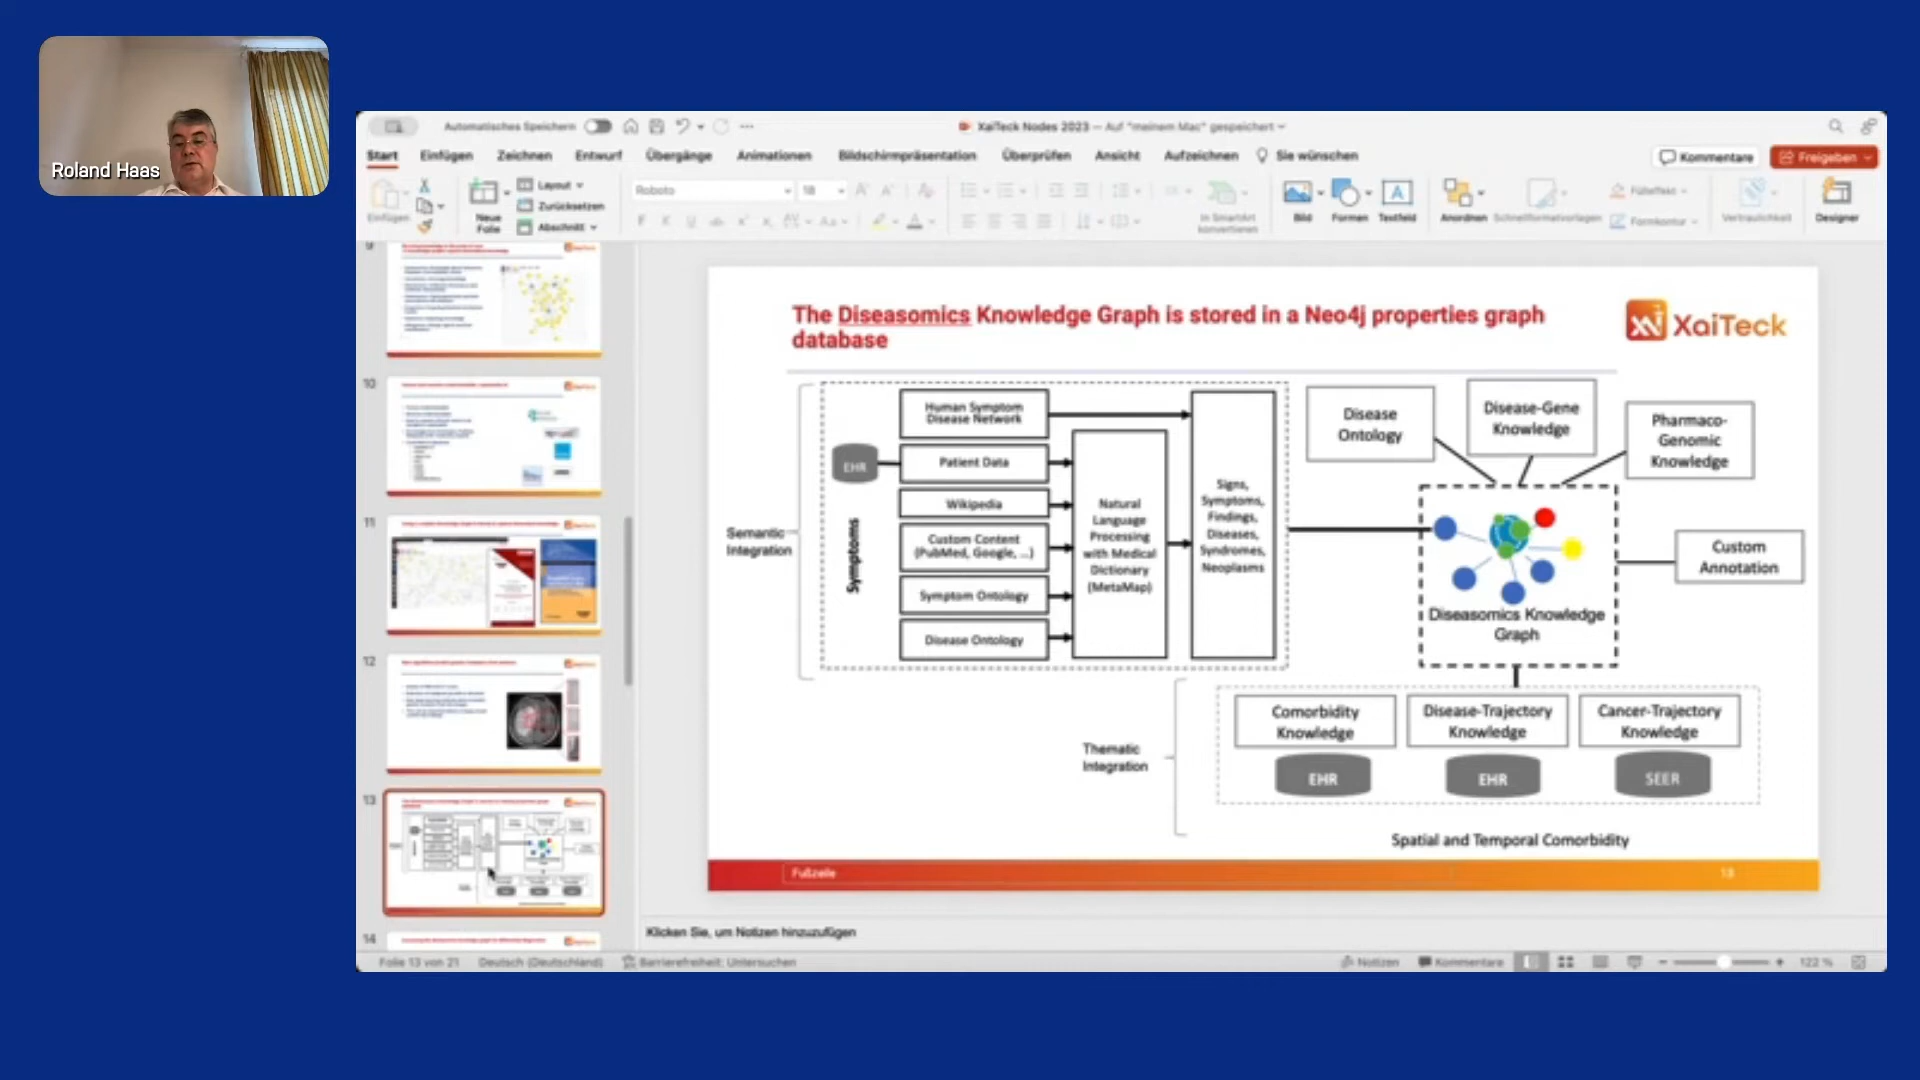 Roland Haas
Automatisches Speichern
XaiTeck Nodes 2023 — Auf "meinem Mac" gespeichert
Start Einfügen Zeichnen Entwurf Übergänge Animationen Bildschirmpräsentation Überprüfen Ansicht Aufzeichnen Sie wünschen
Kommentare Freigeben
Einfügen
Neue
Folie
Layout
Zurücksetzen
Abschnitt
Roboto 18
In SmartArt
konvertieren
Bild Formen Textfeld
Anordnen Schnellformatvorlagen
Fülleffekt
Formkontur
Vertraulichkeit
Designer
9
10
11
12
13
14
The Diseasomics Knowledge Graph is stored in a Neo4j properties graph
database
XaiTeck
Semantic
Integration
EHR
Symptoms
Human Symptom
Disease Network
Patient Data
Wikipedia
Custom Content
(PubMed, Google, ...)
Symptom Ontology
Disease Ontology
Natural
Language
Processing
with Medical
Dictionary
(MetaMap)
Signs,
Symptoms,
Findings,
Diseases,
Syndromes,
Neoplasms
Disease
Ontology
Disease-Gene
Knowledge
Pharmaco-
Genomic
Knowledge
Custom
Annotation
Diseasomics Knowledge
Graph
Thematic
Integration
Comorbidity
Knowledge
Disease-Trajectory
Knowledge
Cancer-Trajectory
Knowledge
EHR
EHR
SEER
Spatial and Temporal Comorbidity
Fußzeile
13
Klicken Sie, um Notizen hinzuzufügen
Folie 13 von 21 Deutsch (Deutschland) Barrierefreiheit: Untersuchen
Notizen Kommentare 122 %